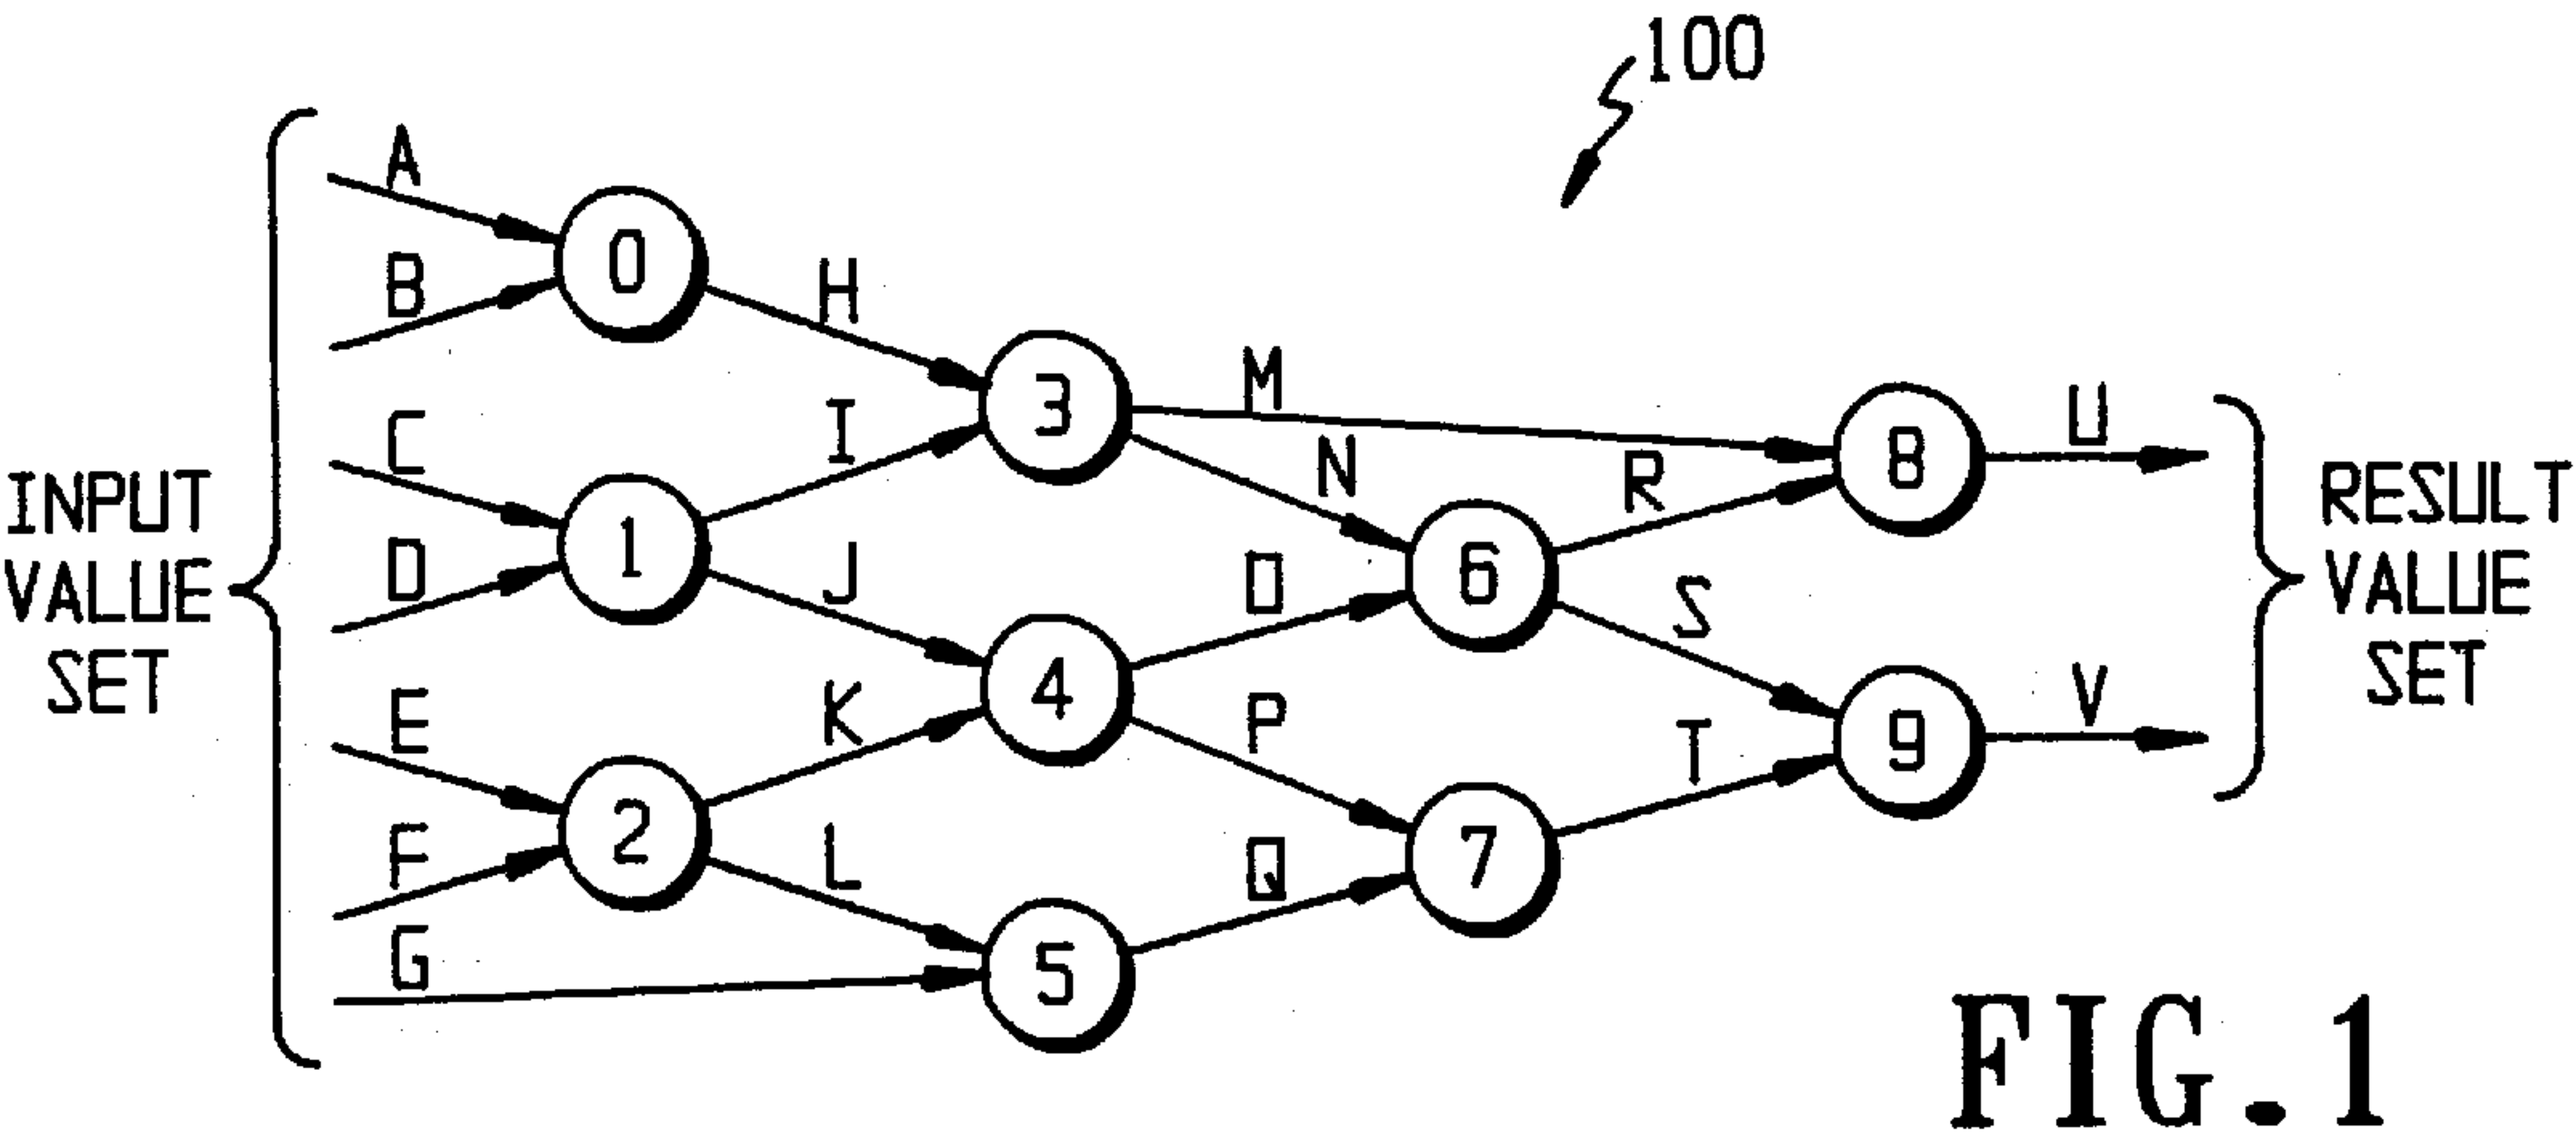 100
A
B
C
D
E
F
G
INPUT
VALUE
SET
0
1
2
H
I
J
K
L
3
4
5
M
N
O
P
Q
6
7
R
S
T
8
9
U
V
RESULT
VALUE
SET
FIG.1